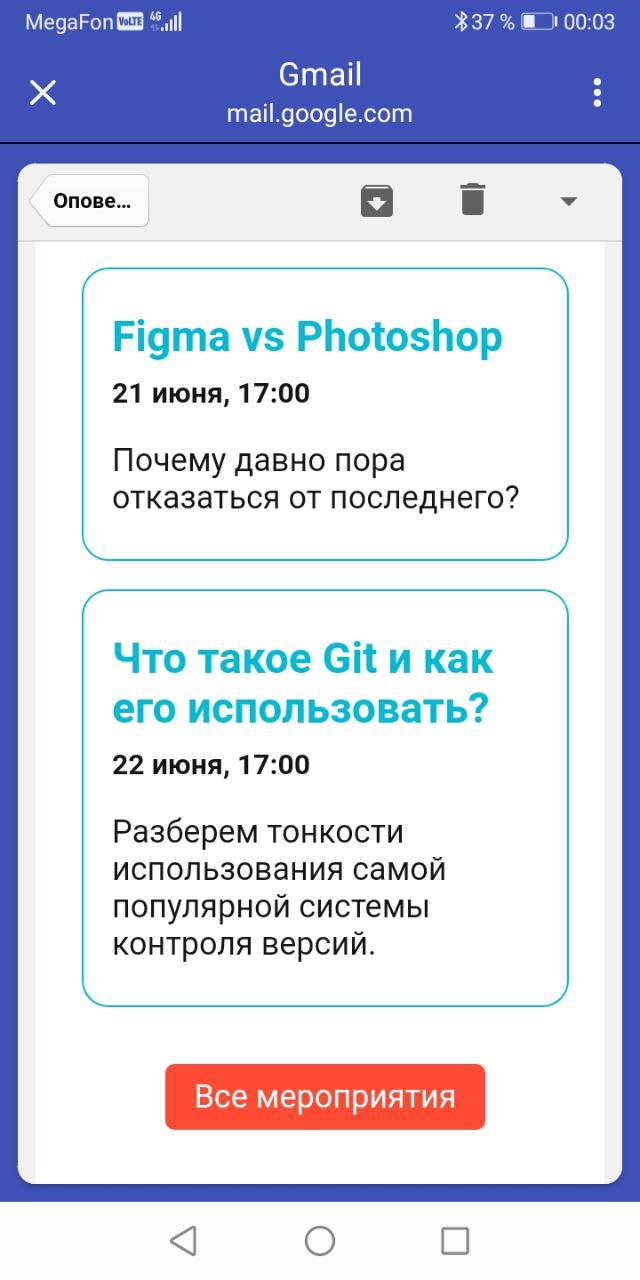 MegaFon VoLTE 4G 37 % 00:03
Gmail
mail.google.com
Опове...
Figma vs Photoshop
21 июня, 17:00
Почему давно пора
отказаться от последнего?
Что такое Git и как
его использовать?
22 июня, 17:00
Разберем тонкости
использования самой
популярной системы
контроля версий.
Все мероприятия